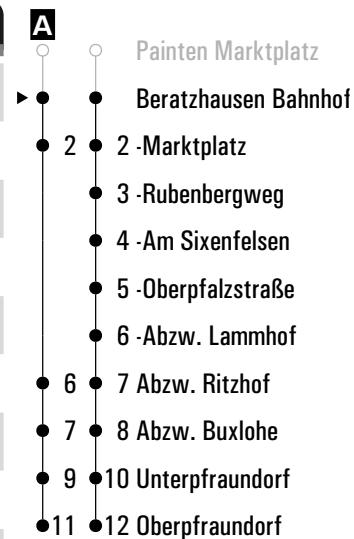 A
Painten Marktplatz
Beratzhausen Bahnhof
2 2 -Marktplatz
3 -Rubenbergweg
4 -Am Sixenfelsen
5 -Oberpfalzstraße
6 -Abzw. Lammhof
6 7 Abzw. Ritzhof
7 8 Abzw. Buxlohe
9 10 Unterpfraundorf
11 12 Oberpfraundorf